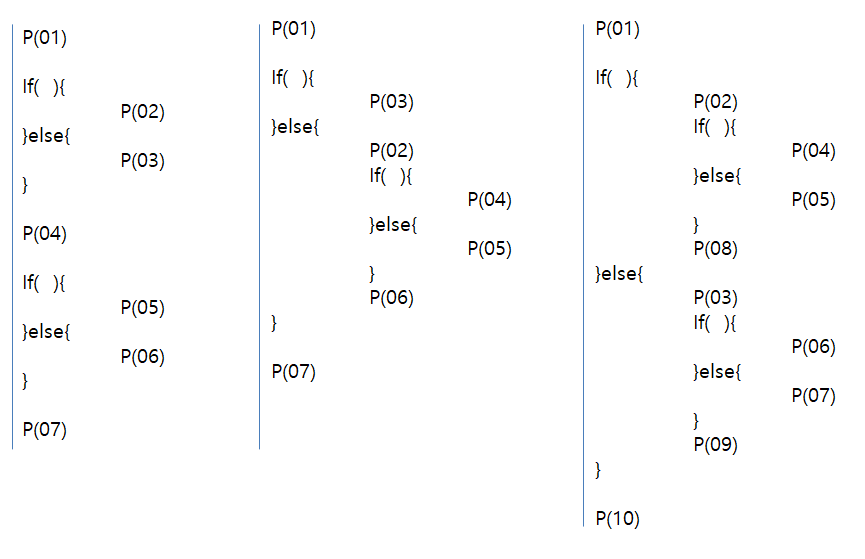 P(01)
If(   ){
P(02)
}else{
P(03)
}
P(04)
If(   ){
P(05)
}else{
P(06)
}
P(07)
P(01)
If(   ){
P(03)
}else{
P(02)
If(   ){
P(04)
}else{
P(05)
}
P(06)
}
P(07)
P(01)
If(   ){
P(02)
If(   ){
P(04)
}else{
P(05)
}
P(08)
}else{
P(03)
If(   ){
P(06)
}else{
P(07)
}
P(09)
}
P(10)